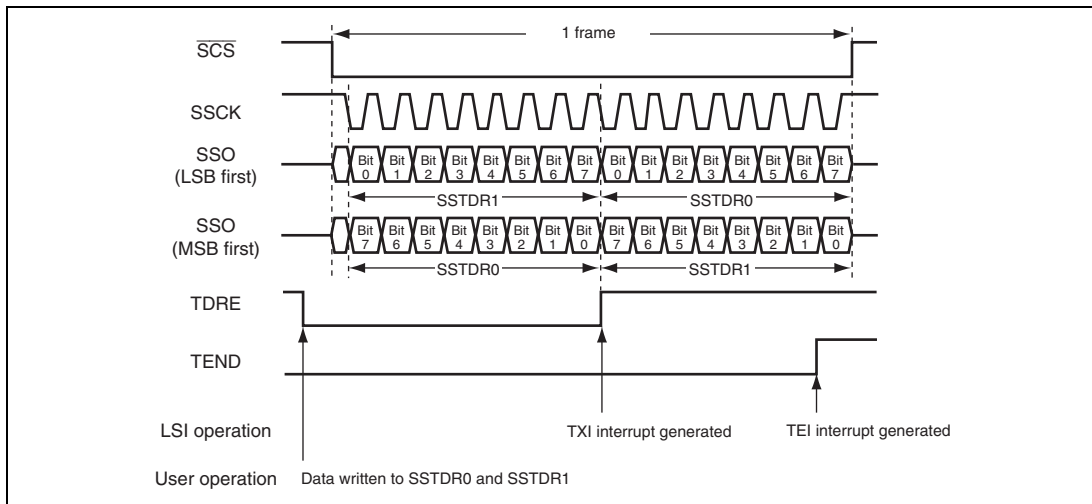 1 frame
SCS
SSCK
SSO
(LSB first)
Bit 0 Bit 1 Bit 2 Bit 3 Bit 4 Bit 5 Bit 6 Bit 7 Bit 0 Bit 1 Bit 2 Bit 3 Bit 4 Bit 5 Bit 6 Bit 7
SSTDR1 SSTDR0
SSO
(MSB first)
Bit 7 Bit 6 Bit 5 Bit 4 Bit 3 Bit 2 Bit 1 Bit 0 Bit 7 Bit 6 Bit 5 Bit 4 Bit 3 Bit 2 Bit 1 Bit 0
SSTDR0 SSTDR1
TDRE
TEND
LSI operation TXI interrupt generated TEI interrupt generated
User operation Data written to SSTDR0 and SSTDR1